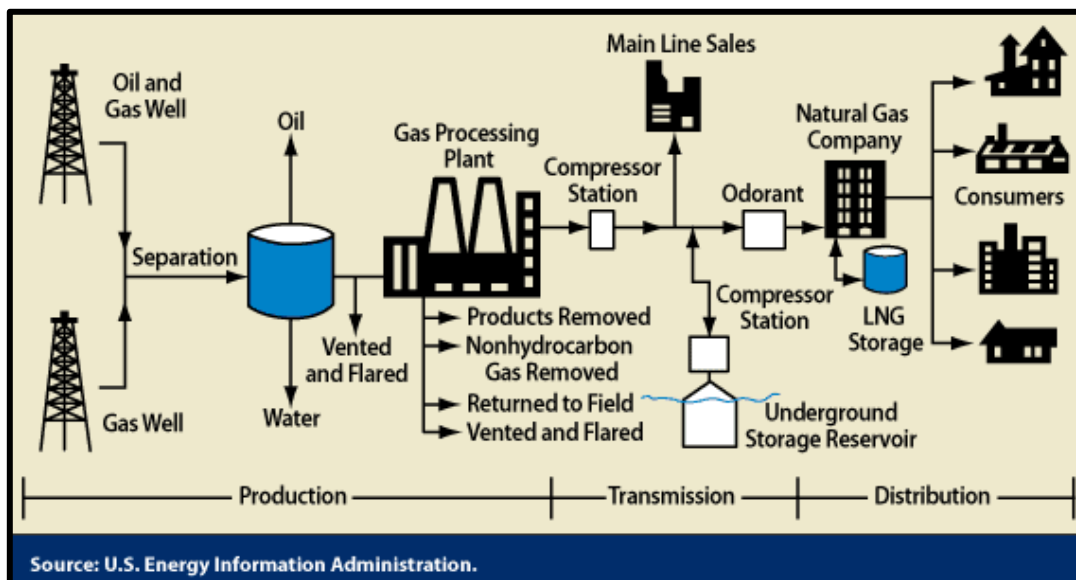 Oil and
Gas Well
Gas Well
Separation
Oil
Water
Vented
and Flared
Gas Processing
Plant
Products Removed
Nonhydrocarbon
Gas Removed
Returned to Field
Vented and Flared
Compressor
Station
Main Line Sales
Odorant
Compressor
Station
Underground
Storage Reservoir
Natural Gas
Company
LNG
Storage
Consumers
Production
Transmission
Distribution
Source: U.S. Energy Information Administration.